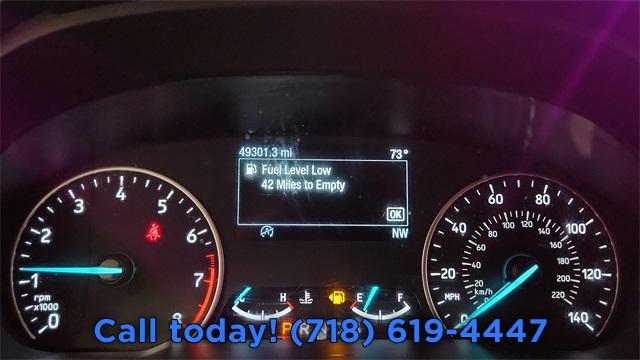 49301.3 mi 73°
Fuel Level Low
42 Miles to Empty
OK
NW
0 1 2 3 4 5 6 7 8
rpm
x1000
C H
E F
P R
0 20 40 60 80 100 120 140
MPH
20 40 60 80 100 120 140 160 180 200 220
km/h
Call today! (718) 619-4447